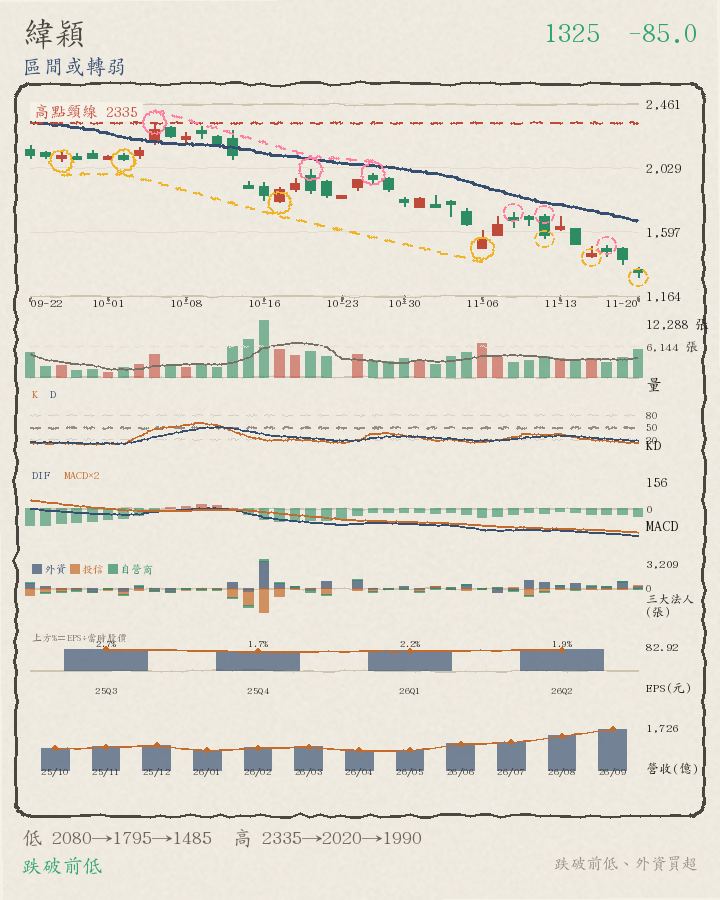 緯穎
1325 -85.0
區間或轉弱
高點頸線 2335
2,461
2,029
1,597
1,164
09-22 10-01 10-08 10-16 10-23 10-30 11-06 11-13 11-20
12,288 張
6,144 張
量
K D
80
50
20
KD
DIF MACD×2
156
0
MACD
外資 投信 自營商
3,209
0
三大法人
(張)
上方%=EPS÷當時股價
2.7% 1.7% 2.2% 1.9%
82.92
25Q3 25Q4 26Q1 26Q2
EPS(元)
1,726
25/10 25/11 25/12 26/01 26/02 26/03 26/04 26/05 26/06 26/07 26/08 26/09
營收(億)
低 2080→1795→1485 高 2335→2020→1990
跌破前低
跌破前低、外資買超